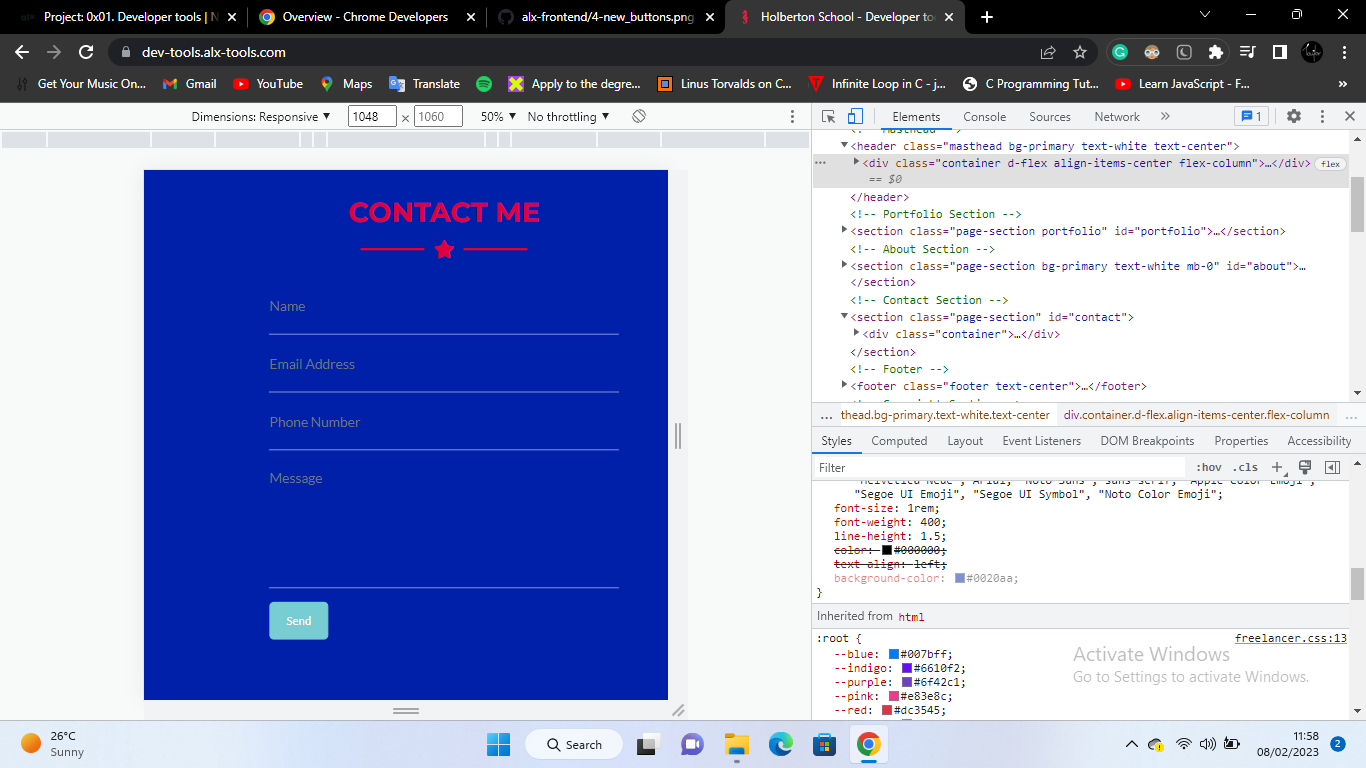 Project: 0x01. Developer tools | N
Overview - Chrome Developers
alx-frontend/4-new_buttons.png
Holberton School - Developer to
dev-tools.alx-tools.com
Get Your Music On...
Gmail
YouTube
Maps
Translate
Apply to the degre...
Linus Torvalds on C...
Infinite Loop in C - j...
C Programming Tut...
Learn JavaScript - F...
»
Dimensions: Responsive ▼ 1048 × 1060 50% ▼ No throttling ▼
CONTACT ME
Name
Email Address
Phone Number
Message
Send
Elements Console Sources Network » 1
<!-- Masthead -->
▼<header class="masthead bg-primary text-white text-center">
… ▶<div class="container d-flex align-items-center flex-column">…</div> flex
== $0
</header>
<!-- Portfolio Section -->
▶<section class="page-section portfolio" id="portfolio">…</section>
<!-- About Section -->
▶<section class="page-section bg-primary text-white mb-0" id="about">…
</section>
<!-- Contact Section -->
▼<section class="page-section" id="contact">
▶<div class="container">…</div>
</section>
<!-- Footer -->
▶<footer class="footer text-center">…</footer>
… thead.bg-primary.text-white.text-center div.container.d-flex.align-items-center.flex-column …
Styles Computed Layout Event Listeners DOM Breakpoints Properties Accessibility
Filter :hov .cls +
"Helvetica Neue", Arial, "Noto Sans", sans-serif, "Apple Color Emoji",
"Segoe UI Emoji", "Segoe UI Symbol", "Noto Color Emoji";
font-size: 1rem;
font-weight: 400;
line-height: 1.5;
color: #000000;
text-align: left;
background-color: #0020aa;
}
Inherited from html
:root { freelancer.css:13
--blue: #007bff;
--indigo: #6610f2;
--purple: #6f42c1;
--pink: #e83e8c;
--red: #dc3545;
Activate Windows
Go to Settings to activate Windows.
26°C
Sunny
Search
11:58
08/02/2023
2